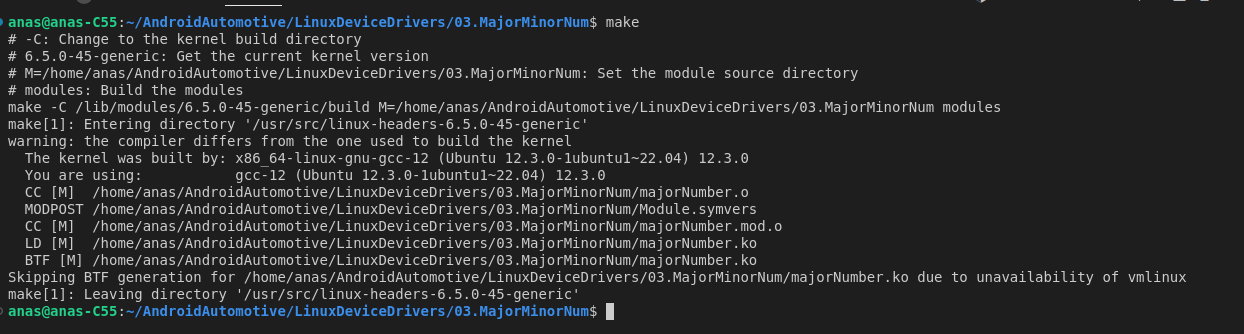 anas@anas-C55:~/AndroidAutomotive/LinuxDeviceDrivers/03.MajorMinorNum$ make
# -C: Change to the kernel build directory
# 6.5.0-45-generic: Get the current kernel version
# M=/home/anas/AndroidAutomotive/LinuxDeviceDrivers/03.MajorMinorNum: Set the module source directory
# modules: Build the modules
make -C /lib/modules/6.5.0-45-generic/build M=/home/anas/AndroidAutomotive/LinuxDeviceDrivers/03.MajorMinorNum modules
make[1]: Entering directory '/usr/src/linux-headers-6.5.0-45-generic'
warning: the compiler differs from the one used to build the kernel
  The kernel was built by: x86_64-linux-gnu-gcc-12 (Ubuntu 12.3.0-1ubuntu1~22.04) 12.3.0
  You are using:           gcc-12 (Ubuntu 12.3.0-1ubuntu1~22.04) 12.3.0
  CC [M]  /home/anas/AndroidAutomotive/LinuxDeviceDrivers/03.MajorMinorNum/majorNumber.o
  MODPOST /home/anas/AndroidAutomotive/LinuxDeviceDrivers/03.MajorMinorNum/Module.symvers
  CC [M]  /home/anas/AndroidAutomotive/LinuxDeviceDrivers/03.MajorMinorNum/majorNumber.mod.o
  LD [M]  /home/anas/AndroidAutomotive/LinuxDeviceDrivers/03.MajorMinorNum/majorNumber.ko
  BTF [M] /home/anas/AndroidAutomotive/LinuxDeviceDrivers/03.MajorMinorNum/majorNumber.ko
Skipping BTF generation for /home/anas/AndroidAutomotive/LinuxDeviceDrivers/03.MajorMinorNum/majorNumber.ko due to unavailability of vmlinux
make[1]: Leaving directory '/usr/src/linux-headers-6.5.0-45-generic'
anas@anas-C55:~/AndroidAutomotive/LinuxDeviceDrivers/03.MajorMinorNum$